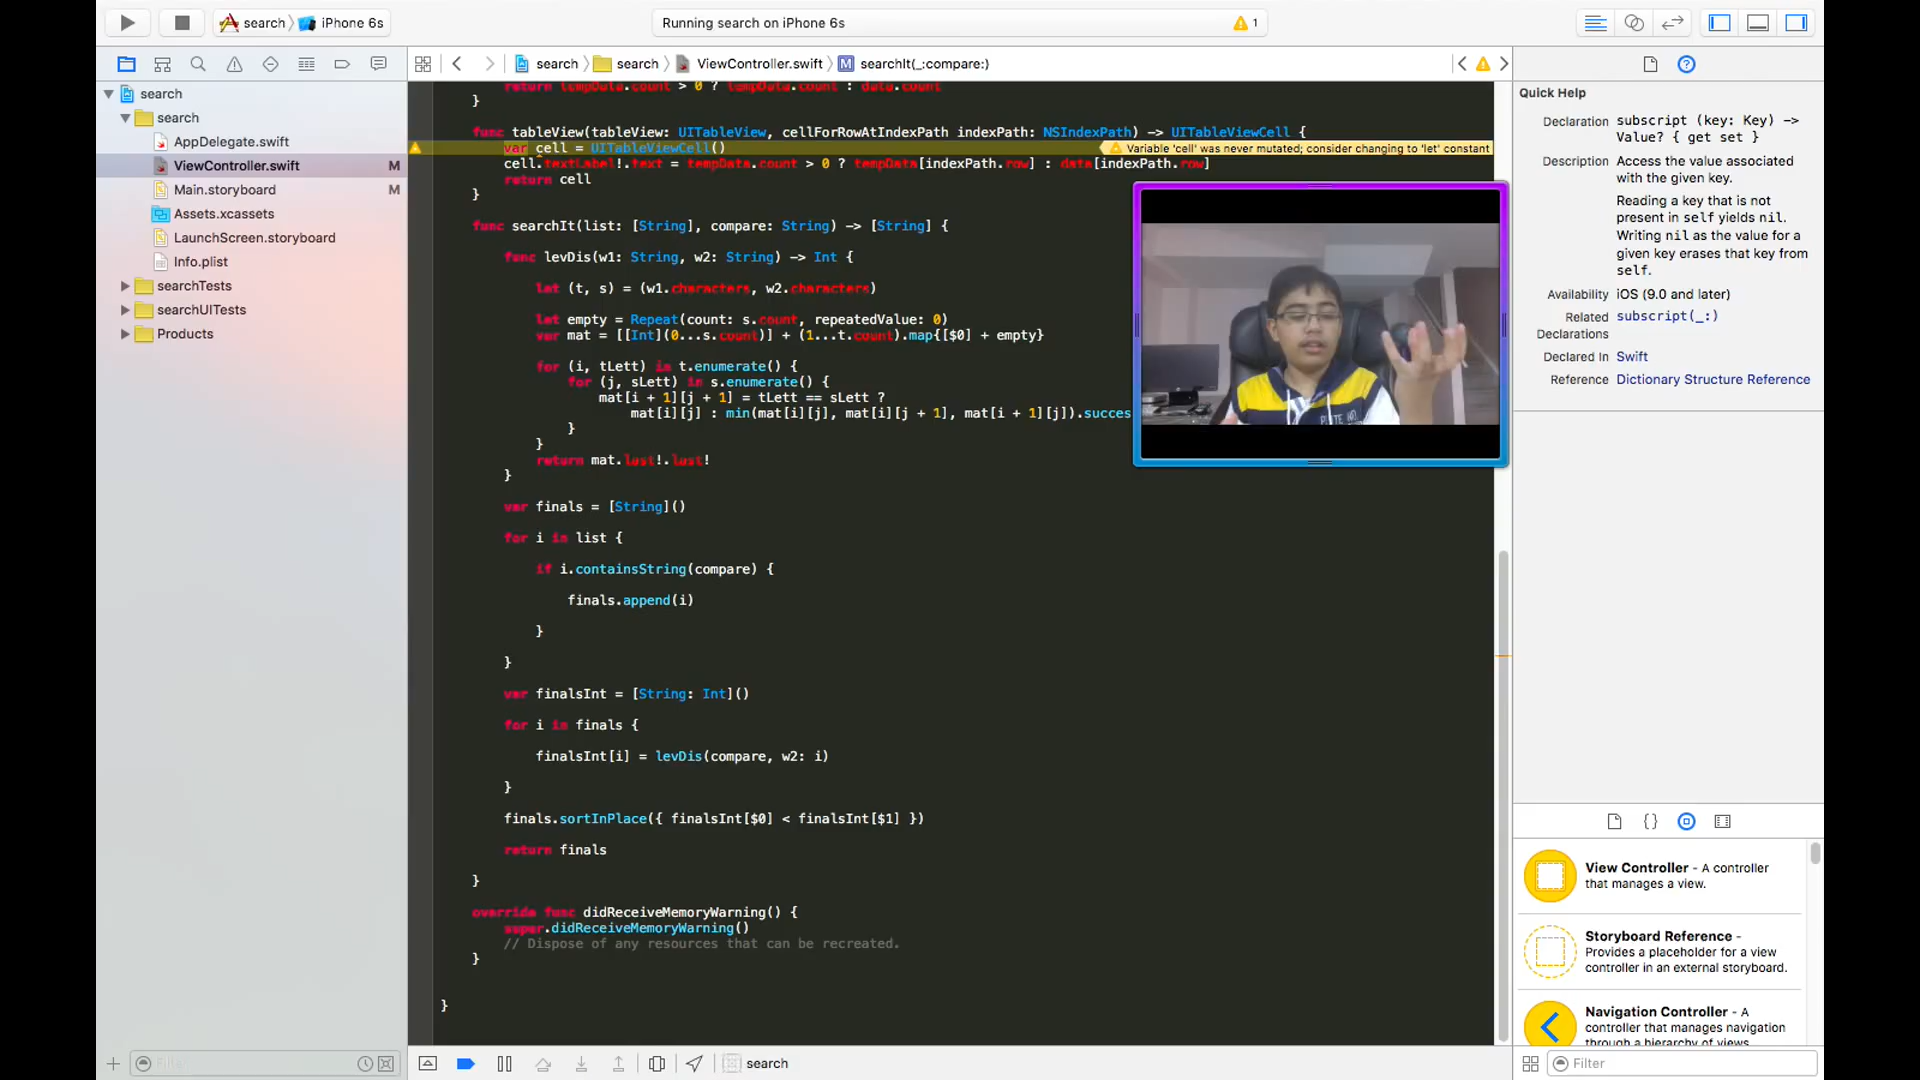 search
iPhone 6s
Running search on iPhone 6s
1
search
search
ViewController.swift
searchIt(_:compare:)
search
search
AppDelegate.swift
ViewController.swift
M
Main.storyboard
M
Assets.xcassets
LaunchScreen.storyboard
Info.plist
searchTests
searchUITests
Products
return tempData.count > 0 ? tempData.count : data.count
}
func tableView(tableView: UITableView, cellForRowAtIndexPath indexPath: NSIndexPath) -> UITableViewCell {
var cell = UITableViewCell()
Variable 'cell' was never mutated; consider changing to 'let' constant
cell.textLabel!.text = tempData.count > 0 ? tempData[indexPath.row] : data[indexPath.row]
return cell
}
func searchIt(list: [String], compare: String) -> [String] {
func levDis(w1: String, w2: String) -> Int {
let (t, s) = (w1.characters, w2.characters)
let empty = Repeat(count: s.count, repeatedValue: 0)
var mat = [[Int](0...s.count)] + (1...t.count).map{[$0] + empty}
for (i, tLett) in t.enumerate() {
for (j, sLett) in s.enumerate() {
mat[i + 1][j + 1] = tLett == sLett ?
mat[i][j] : min(mat[i][j], mat[i][j + 1], mat[i + 1][j]).succes
}
}
return mat.last!.last!
}
var finals = [String]()
for i in list {
if i.containsString(compare) {
finals.append(i)
}
}
var finalsInt = [String: Int]()
for i in finals {
finalsInt[i] = levDis(compare, w2: i)
}
finals.sortInPlace({ finalsInt[$0] < finalsInt[$1] })
return finals
}
override func didReceiveMemoryWarning() {
super.didReceiveMemoryWarning()
// Dispose of any resources that can be recreated.
}
}
Quick Help
Declaration subscript (key: Key) ->
Value? { get set }
Description Access the value associated
with the given key.
Reading a key that is not
present in self yields nil.
Writing nil as the value for a
given key erases that key from
self.
Availability iOS (9.0 and later)
Related subscript(_:)
Declarations
Declared In Swift
Reference Dictionary Structure Reference
View Controller - A controller
that manages a view.
Storyboard Reference -
Provides a placeholder for a view
controller in an external storyboard.
Navigation Controller - A
controller that manages navigation
through a hierarchy of views.
Filter
search
Filter